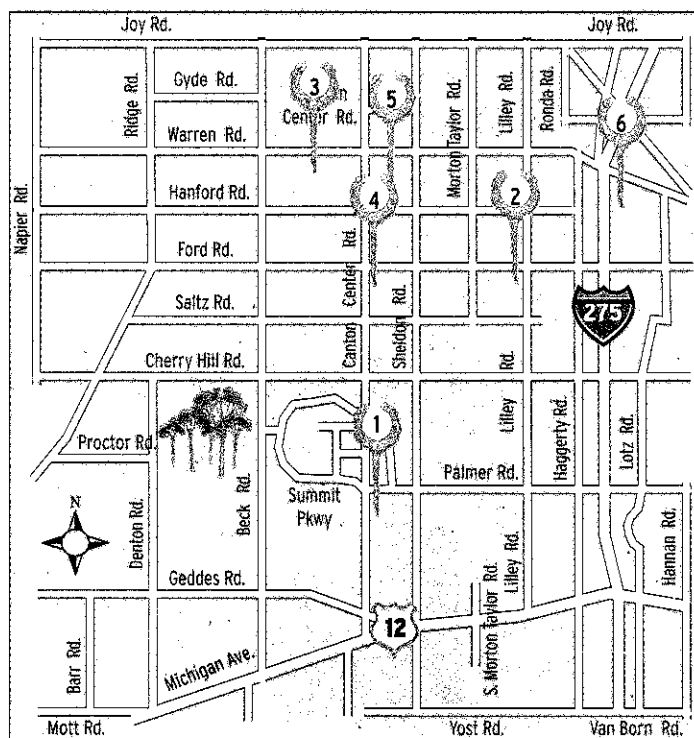 Joy Rd.
Joy Rd.
Gyde Rd.
Ridge Rd.
3
Center Rd.
5
Morton Taylor Rd.
Lilley Rd.
Ronda Rd.
6
Warren Rd.
Napier Rd.
Hanford Rd.
4
2
Ford Rd.
Canton Center Rd.
Saltz Rd.
Sheldon Rd.
275
Cherry Hill Rd.
Proctor Rd.
1
Lilley Rd.
Haggerty Rd.
Lotz Rd.
Palmer Rd.
Beck Rd.
Summit
Pkwy
N
Denton Rd.
Hannan Rd.
Geddes Rd.
Lilley Rd.
S. Morton Taylor Rd.
12
Barr Rd.
Michigan Ave.
Mott Rd.
Yost Rd.
Van Born Rd.